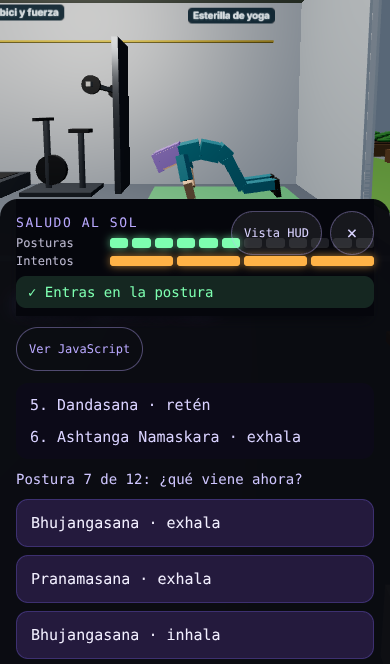 bici y fuerza
Esterilla de yoga
SALUDO AL SOL
Vista HUD
×
Posturas
Intentos
✓ Entras en la postura
Ver JavaScript
5. Dandasana · retén
6. Ashtanga Namaskara · exhala
Postura 7 de 12: ¿qué viene ahora?
Bhujangasana · exhala
Pranamasana · exhala
Bhujangasana · inhala